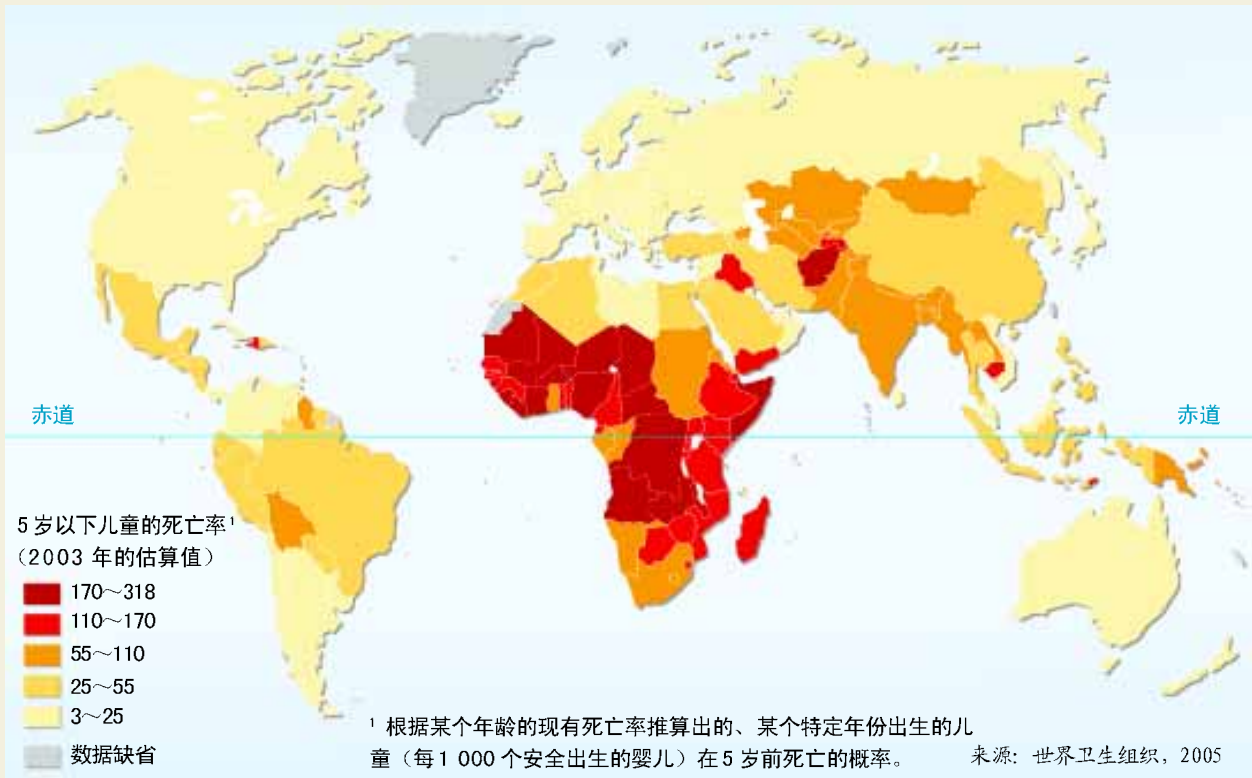 赤道
赤道
5 岁以下儿童的死亡率¹
（2003 年的估算值）
170～318
110～170
55～110
25～55
3～25
数据缺省
¹ 根据某个年龄的现有死亡率推算出的、某个特定年份出生的儿
童（每1 000 个安全出生的婴儿）在5 岁前死亡的概率。
来源: 世界卫生组织, 2005